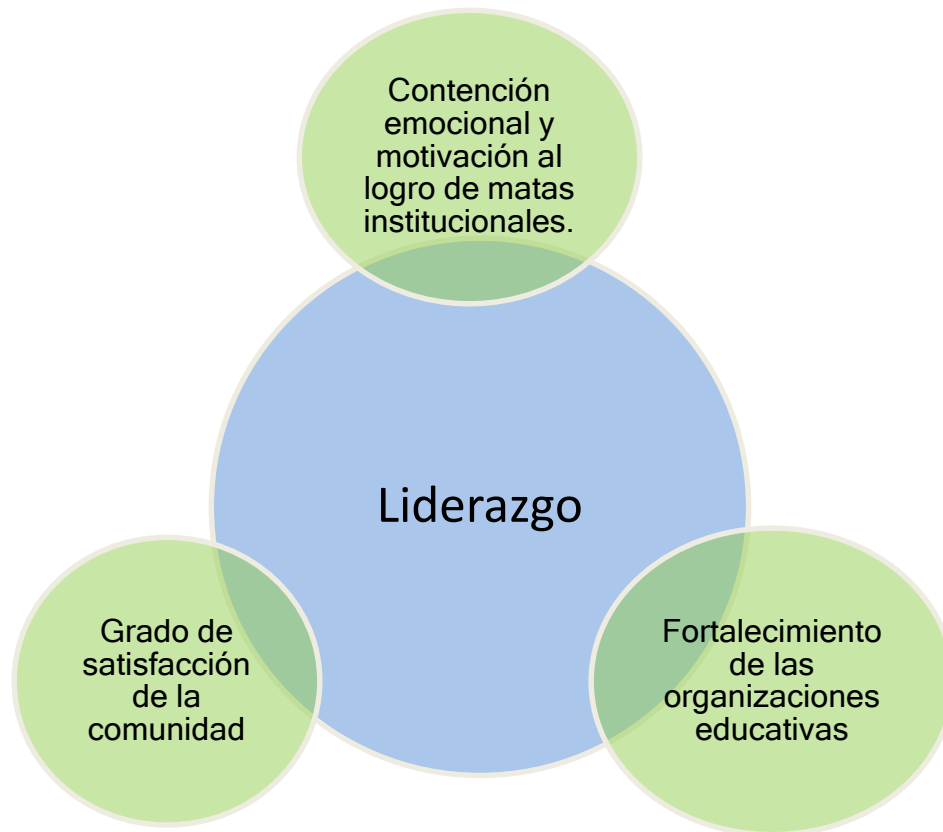 Contención
emocional y
motivación al
logro de matas
institucionales.
Liderazgo
Grado de
satisfacción
de la
comunidad
Fortalecimiento
de las
organizaciones
educativas